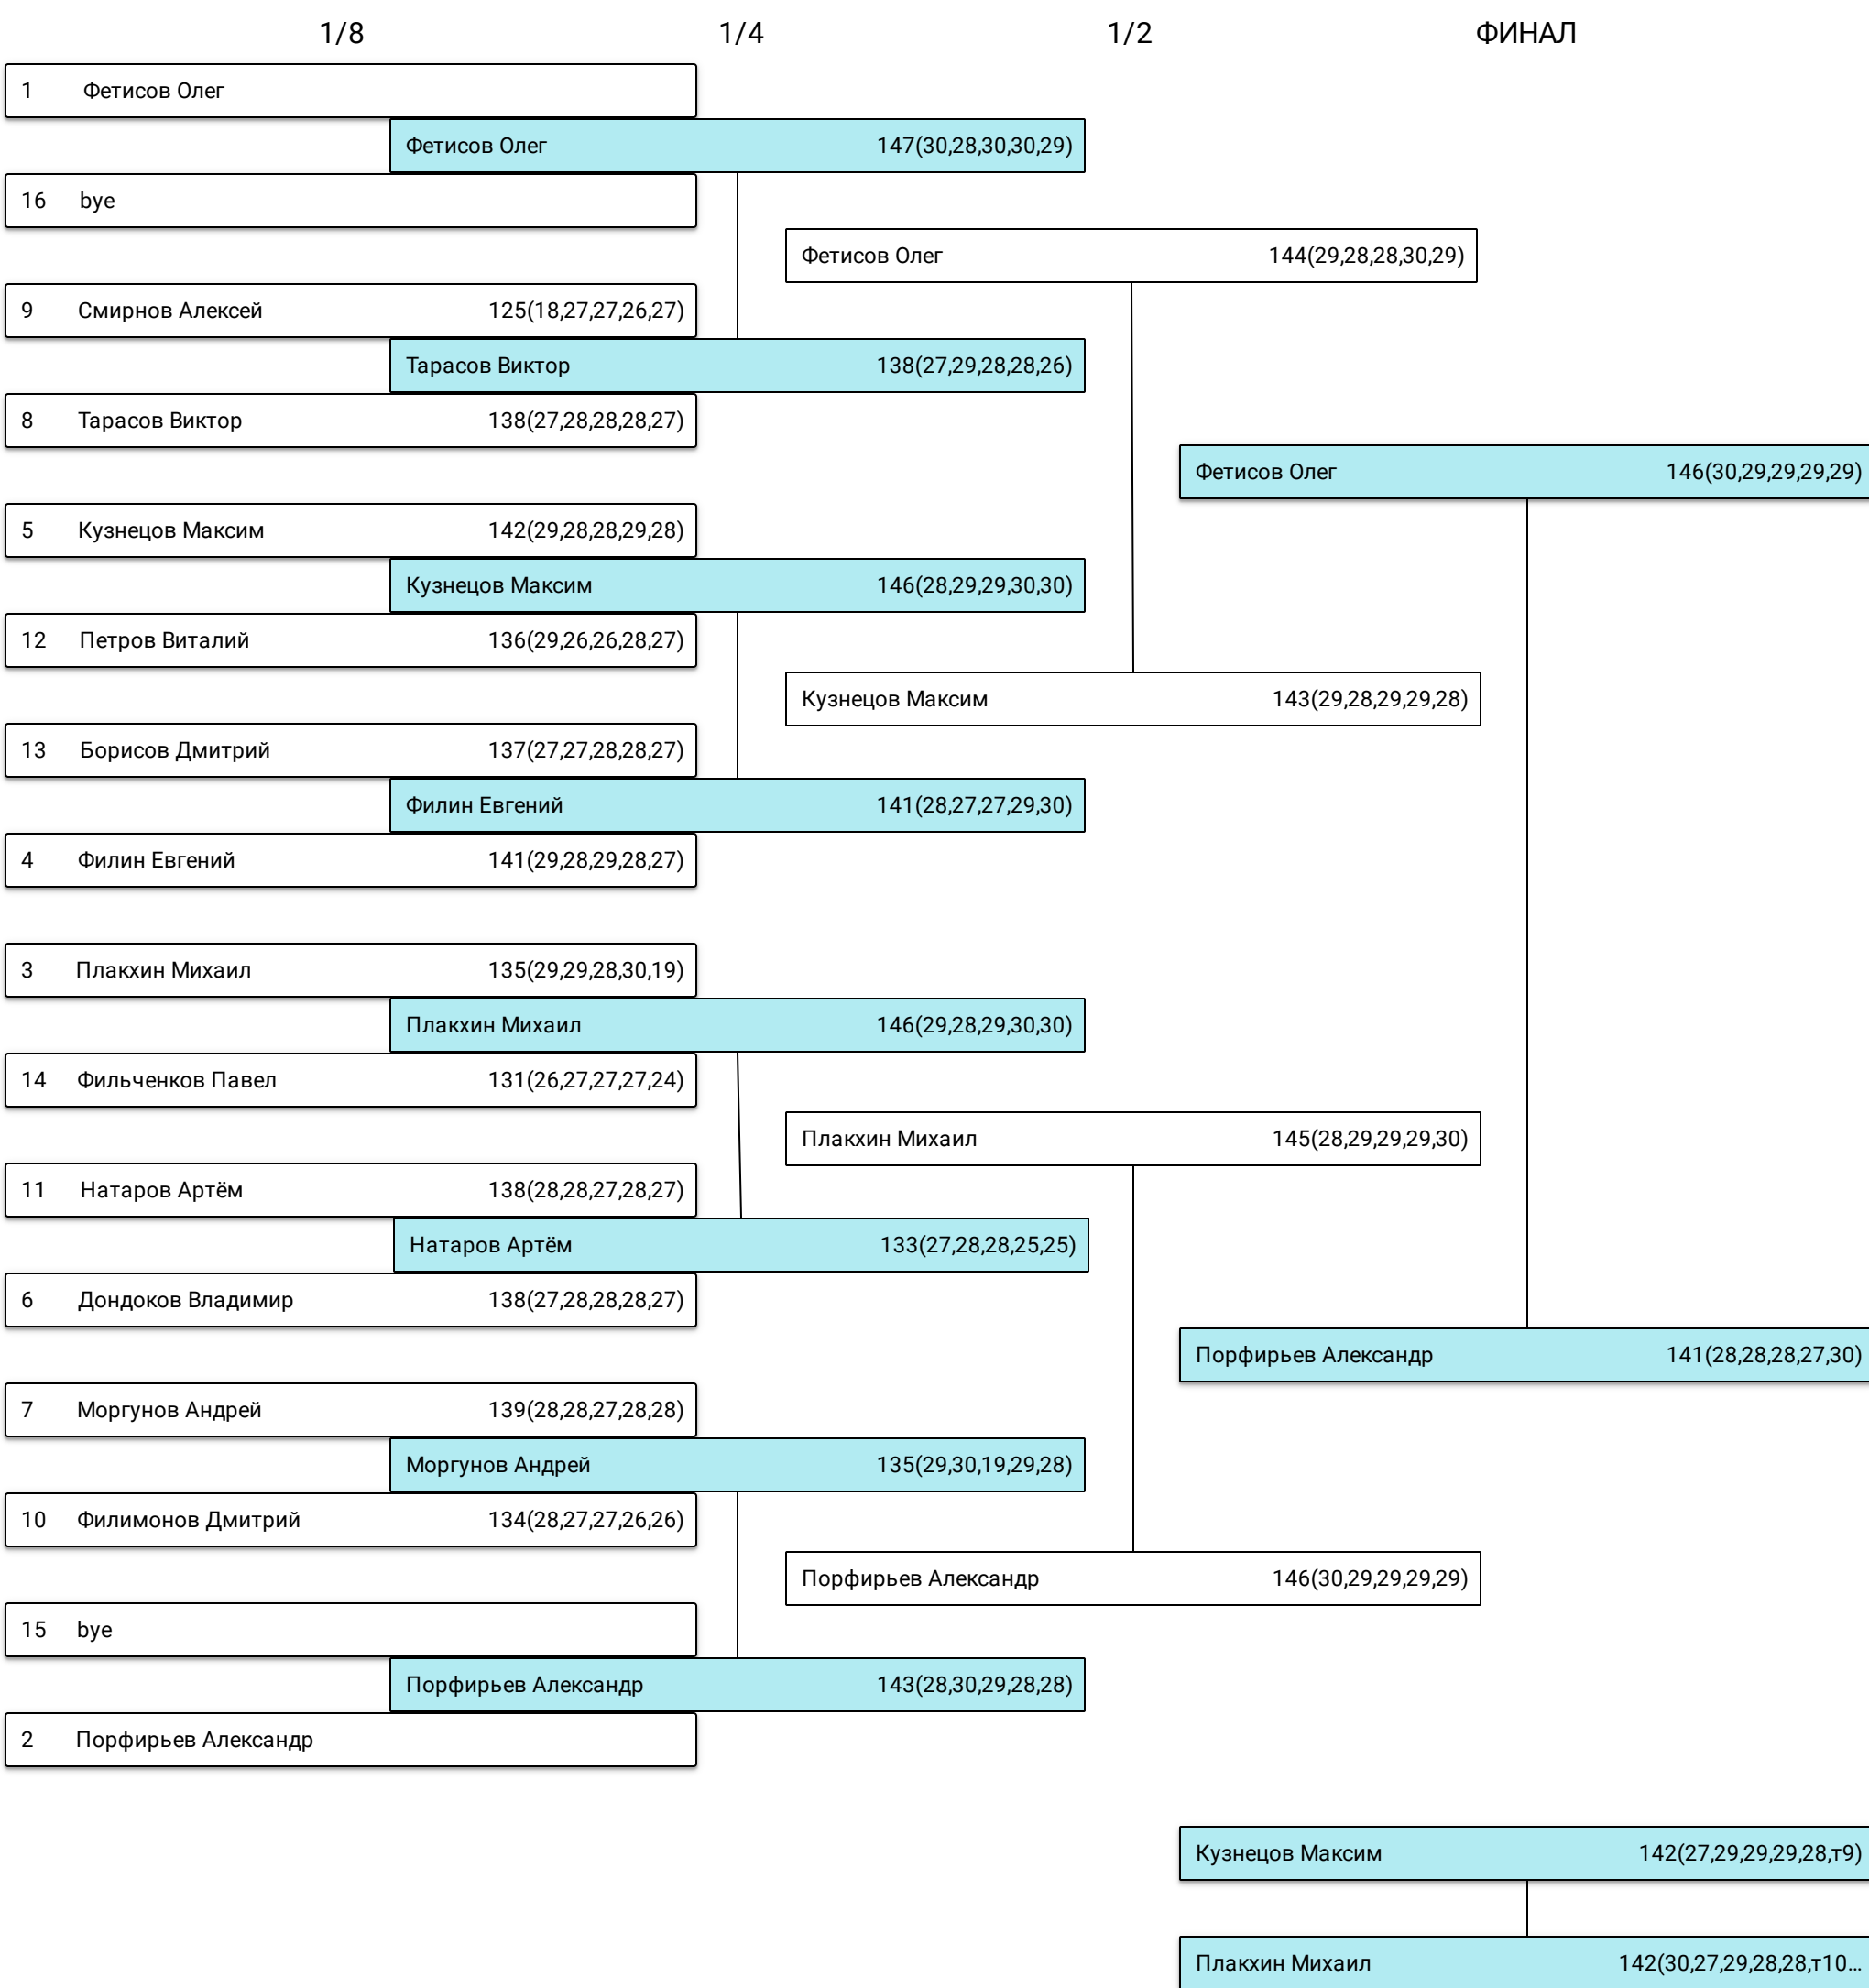 1/8 1/4 1/2 ФИНАЛ
1 Фетисов Олег
Фетисов Олег 147(30,28,30,30,29)
16 bye
Фетисов Олег 144(29,28,28,30,29)
9 Смирнов Алексей 125(18,27,27,26,27)
Тарасов Виктор 138(27,29,28,28,26)
8 Тарасов Виктор 138(27,28,28,28,27)
Фетисов Олег 146(30,29,29,29,29)
5 Кузнецов Максим 142(29,28,28,29,28)
Кузнецов Максим 146(28,29,29,30,30)
12 Петров Виталий 136(29,26,26,28,27)
Кузнецов Максим 143(29,28,29,29,28)
13 Борисов Дмитрий 137(27,27,28,28,27)
Филин Евгений 141(28,27,27,29,30)
4 Филин Евгений 141(29,28,29,28,27)
3 Плакхин Михаил 135(29,29,28,30,19)
Плакхин Михаил 146(29,28,29,30,30)
14 Фильченков Павел 131(26,27,27,27,24)
Плакхин Михаил 145(28,29,29,29,30)
11 Натаров Артём 138(28,28,27,28,27)
Натаров Артём 133(27,28,28,25,25)
6 Дондоков Владимир 138(27,28,28,28,27)
Порфирьев Александр 141(28,28,28,27,30)
7 Моргунов Андрей 139(28,28,27,28,28)
Моргунов Андрей 135(29,30,19,29,28)
10 Филимонов Дмитрий 134(28,27,27,26,26)
Порфирьев Александр 146(30,29,29,29,29)
15 bye
Порфирьев Александр 143(28,30,29,28,28)
2 Порфирьев Александр
Кузнецов Максим 142(27,29,29,29,28,т9)
Плакхин Михаил 142(30,27,29,28,28,т10...